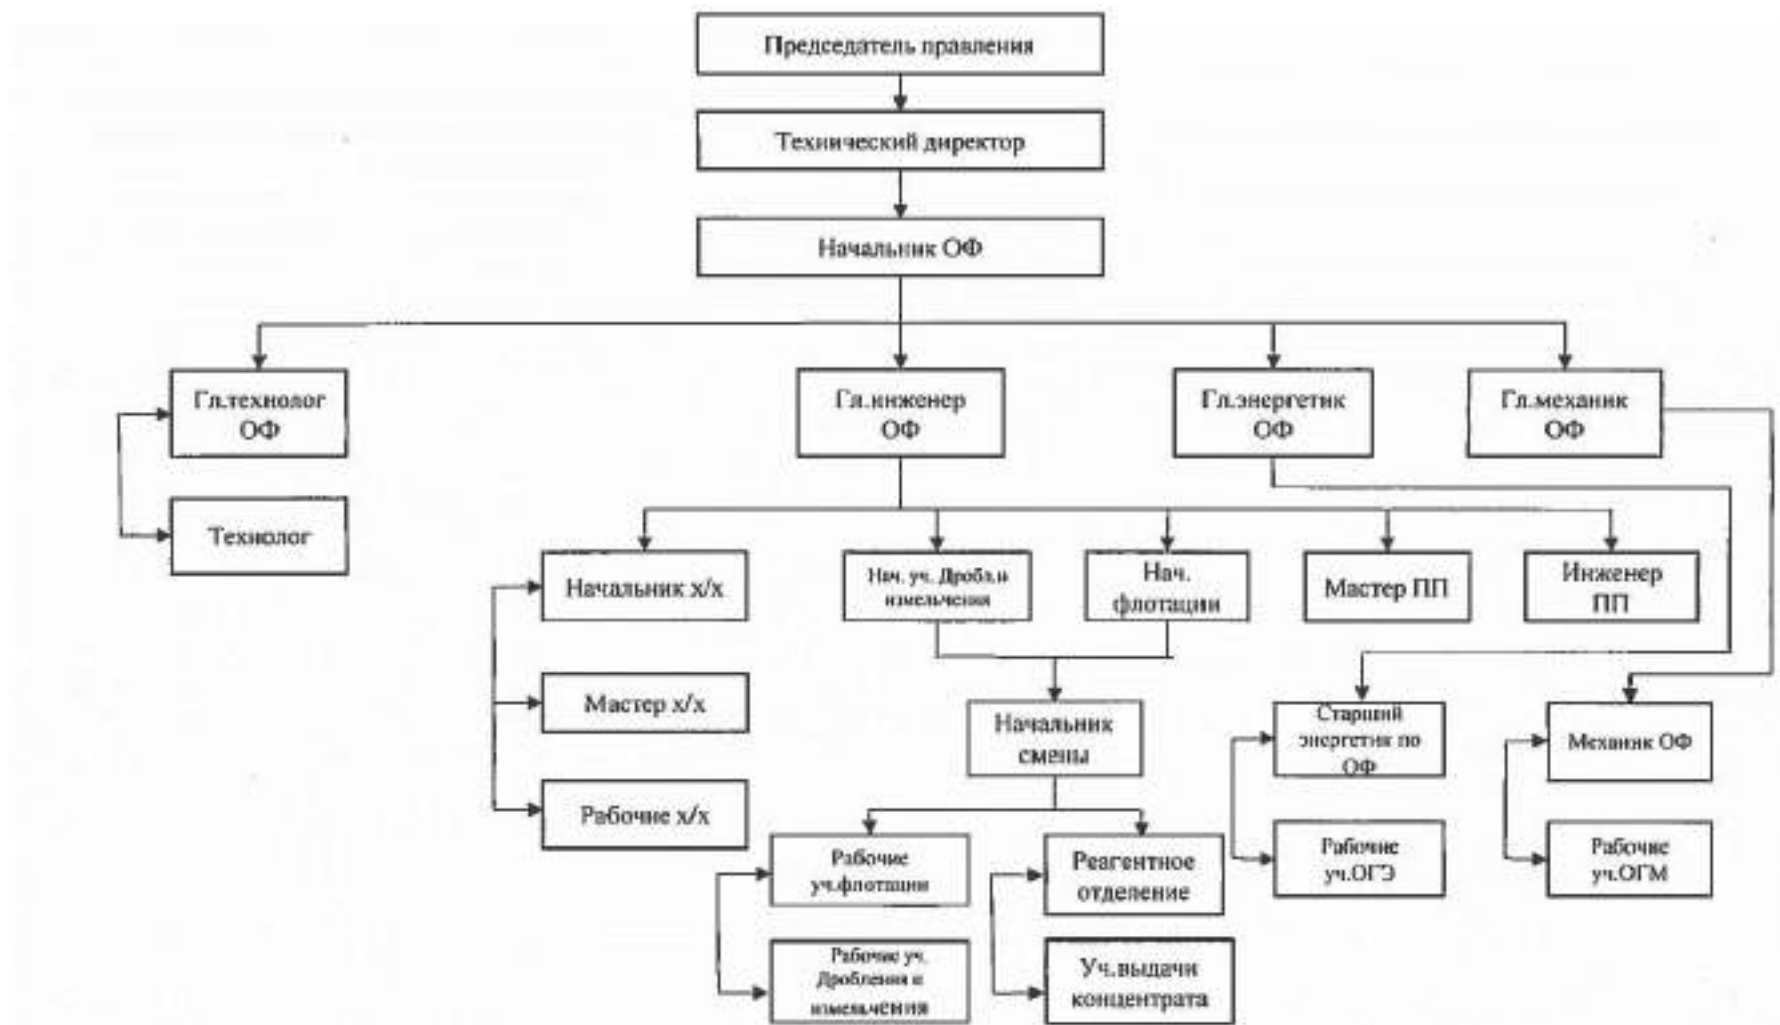 Председатель правления
Технический директор
Начальник ОФ
Гл.технолог
ОФ
Гл.инженер
ОФ
Гл.энергетик
ОФ
Гл.механик
ОФ
Технолог
Начальник х/х
Нач. уч. Дробл.и
измельчения
Нач.
флотации
Мастер ПП
Инженер
ПП
Мастер х/х
Начальник
смены
Старший
энергетик по
ОФ
Механик ОФ
Рабочие х/х
Рабочие
уч.флотации
Реагентное
отделение
Рабочие
уч.ОГЭ
Рабочие
уч.ОГМ
Рабочие уч.
Дробления и
измельчения
Уч.выдачи
концентрата